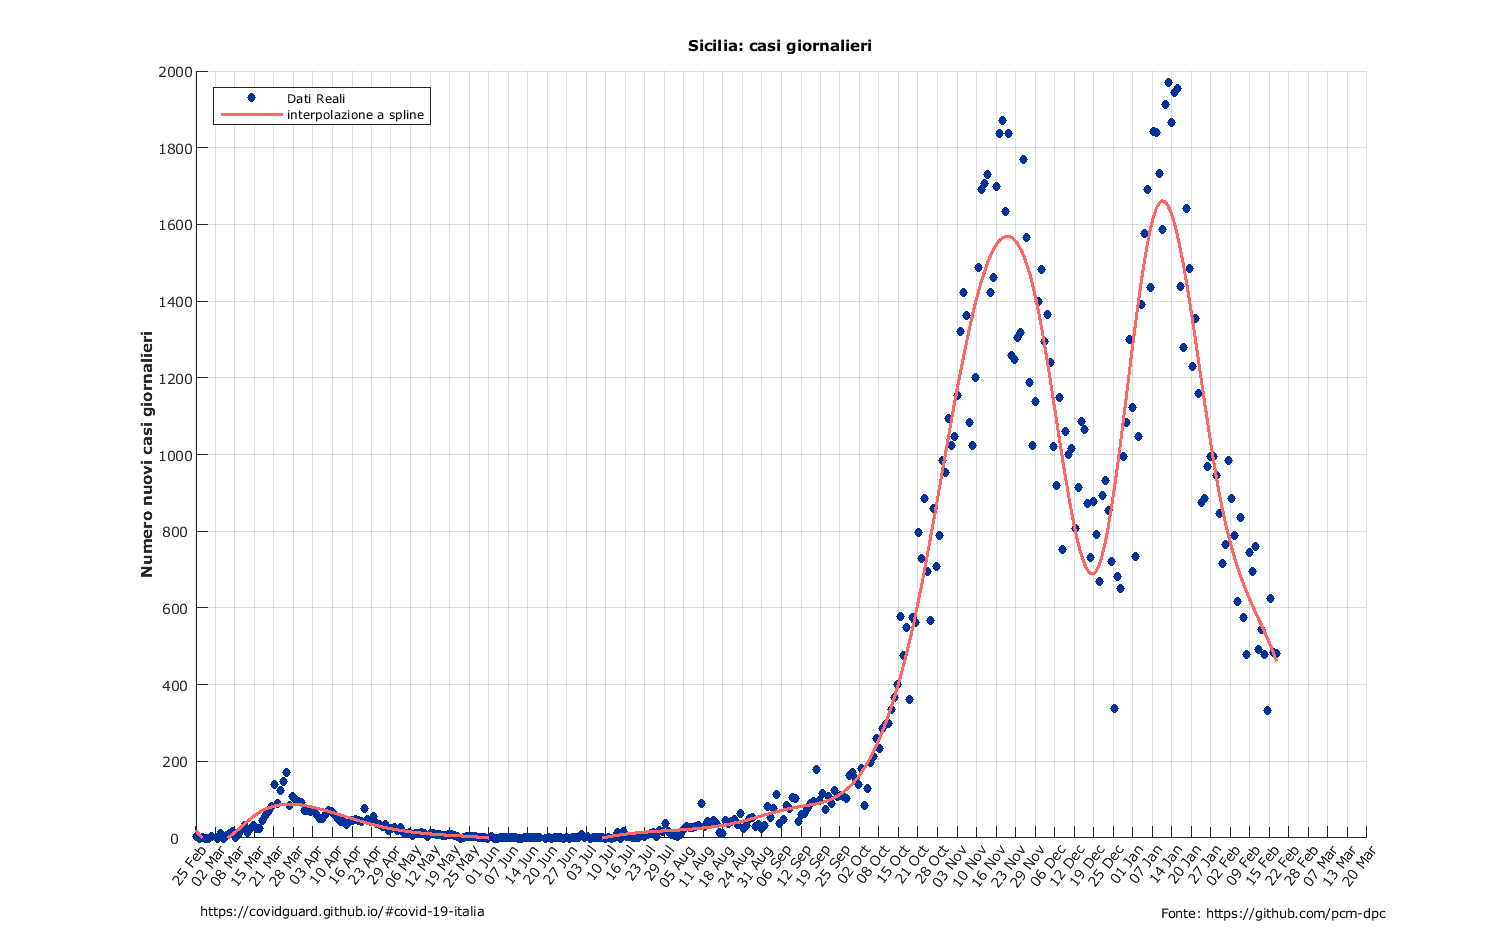 Sicilia: casi giornalieri
Dati Reali
interpolazione a spline
Numero nuovi casi giornalieri
2000
1800
1600
1400
1200
1000
800
600
400
200
0
25 Feb
02 Mar
08 Mar
15 Mar
21 Mar
28 Mar
03 Apr
10 Apr
16 Apr
23 Apr
29 Apr
06 May
12 May
19 May
25 May
01 Jun
07 Jun
14 Jun
20 Jun
27 Jun
03 Jul
10 Jul
16 Jul
23 Jul
29 Jul
05 Aug
11 Aug
18 Aug
24 Aug
31 Aug
06 Sep
12 Sep
19 Sep
25 Sep
02 Oct
08 Oct
15 Oct
21 Oct
28 Oct
03 Nov
10 Nov
16 Nov
23 Nov
29 Nov
06 Dec
12 Dec
19 Dec
25 Dec
01 Jan
07 Jan
14 Jan
20 Jan
27 Jan
02 Feb
09 Feb
15 Feb
22 Feb
28 Feb
07 Mar
13 Mar
20 Mar
https://covidguard.github.io/#covid-19-italia
Fonte: https://github.com/pcm-dpc